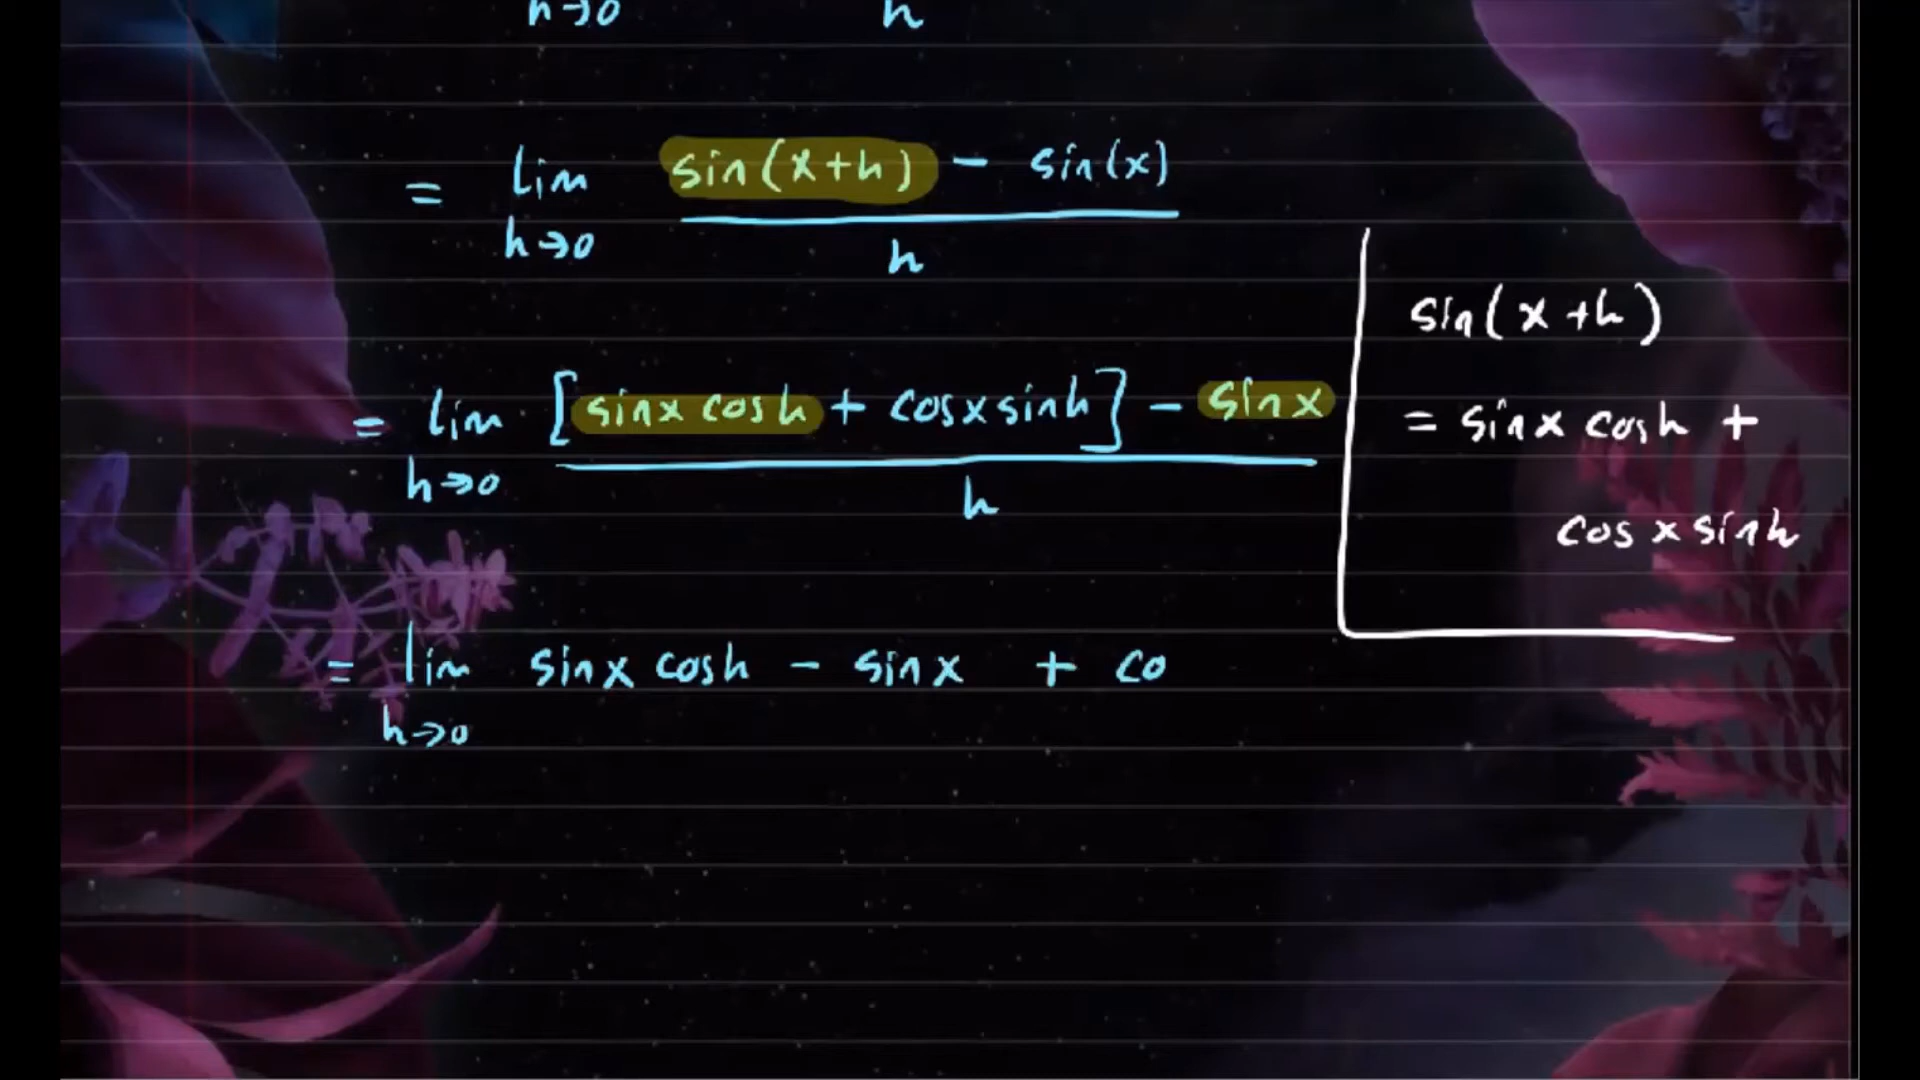 h→0 h
= lim sin(x+h) - sin(x)
h→0 h
sin(x+h)
= lim [sinx cosh + cosx sinh] - sinx
h→0 h
= sinx cosh +
cosx sinh
= lim sinx cosh - sinx + co
h→0